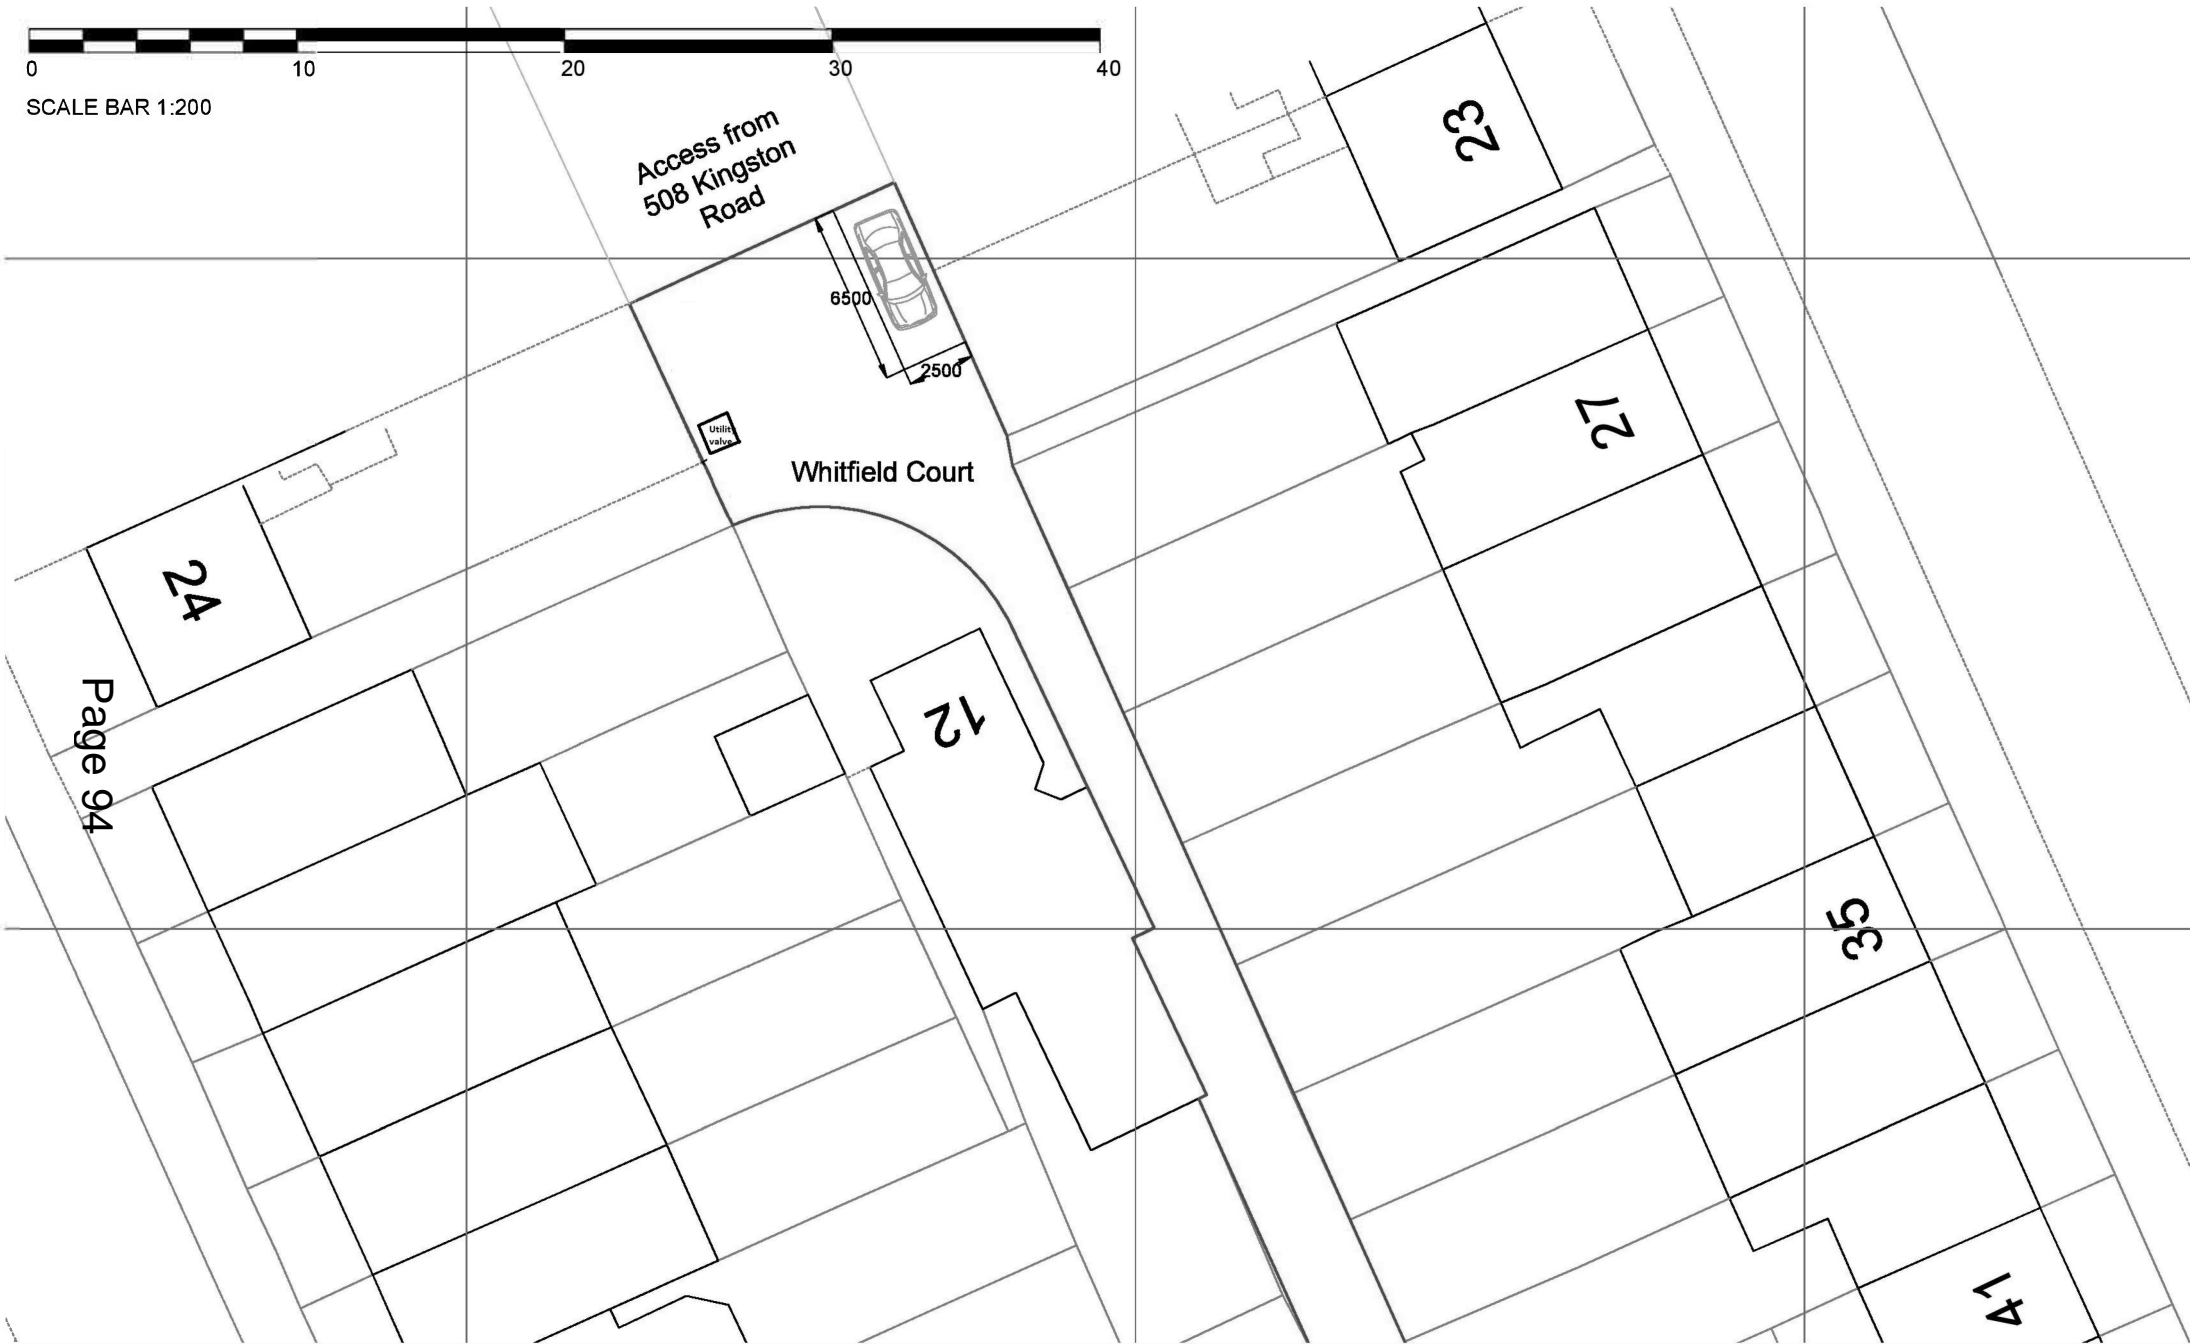 0 10 20 30 40
SCALE BAR 1:200
Access from
508 Kingston
Road
23
6500
2500
Utility
valve
Whitfield Court
27
24
12
Page 94
35
41